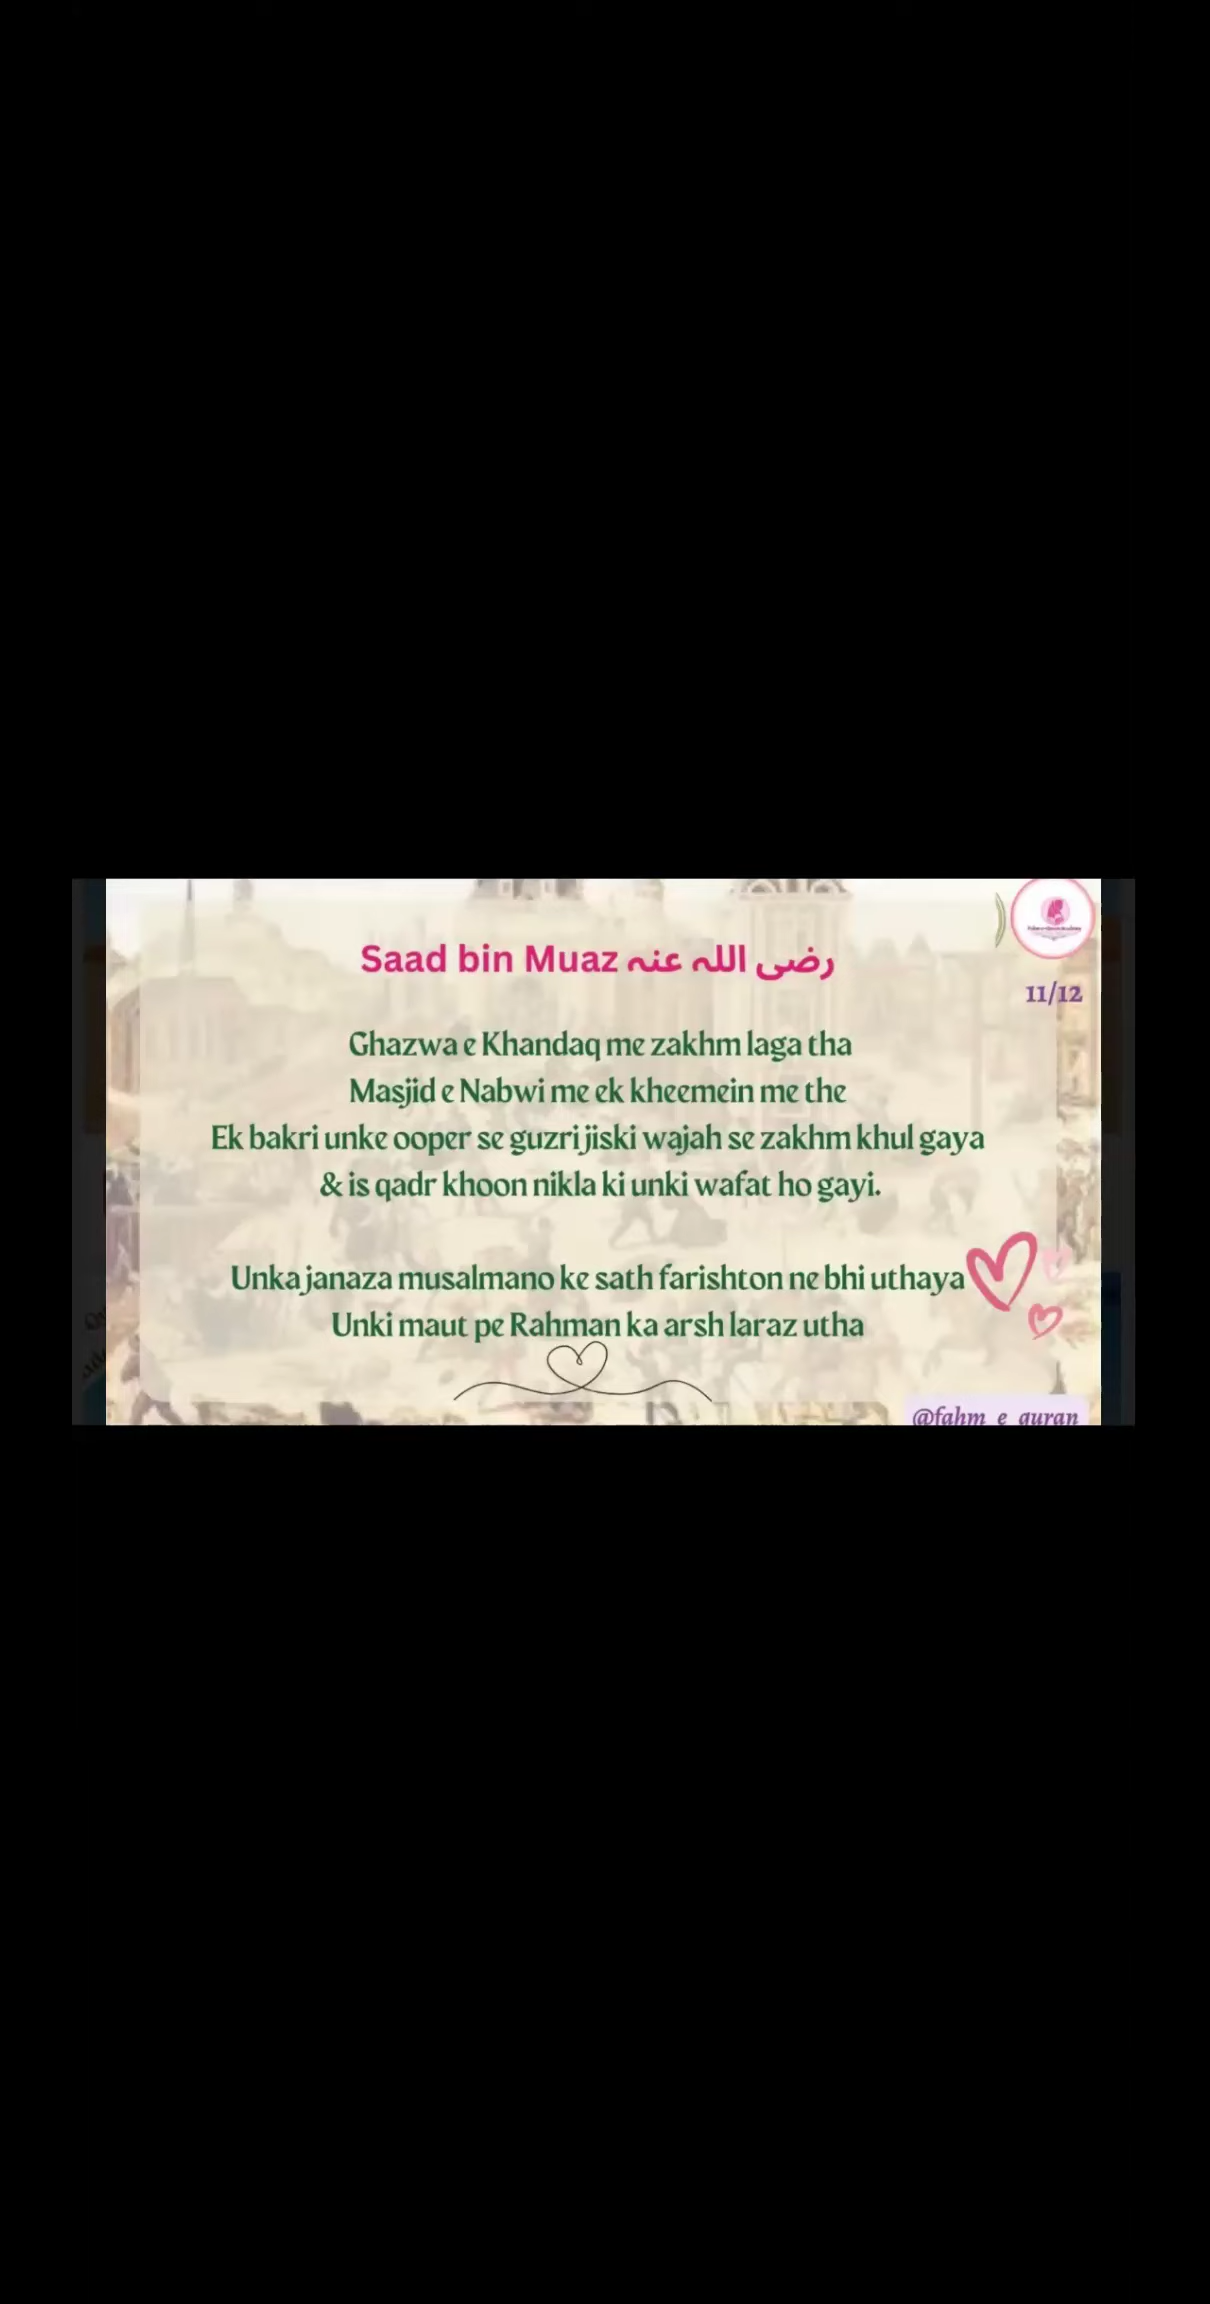 Saad bin Muaz رضی اللہ عنہ
11/12
Ghazwa e Khandaq me zakhm laga tha
Masjid e Nabwi me ek kheemein me the
Ek bakri unke ooper se guzri jiski wajah se zakhm khul gaya
& is qadr khoon nikla ki unki wafat ho gayi.
Unka janaza musalmano ke sath farishton ne bhi uthaya
Unki maut pe Rahman ka arsh laraz utha
@fahm_e_quran